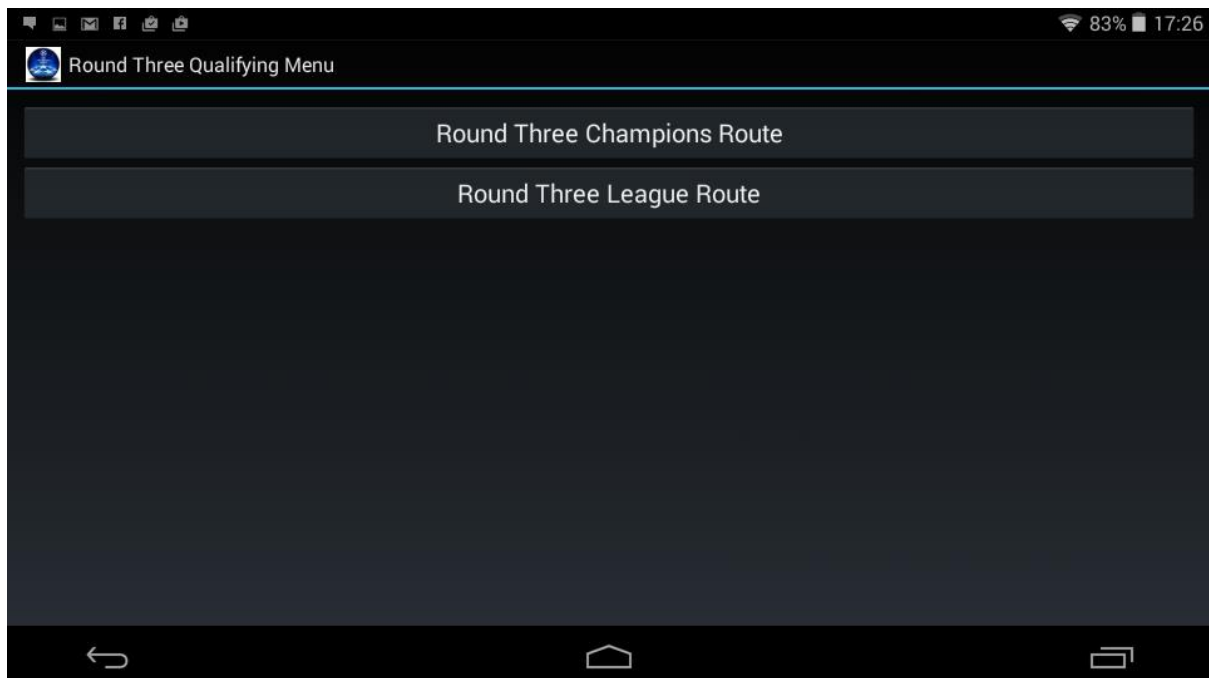 83% 17:26
Round Three Qualifying Menu
Round Three Champions Route
Round Three League Route